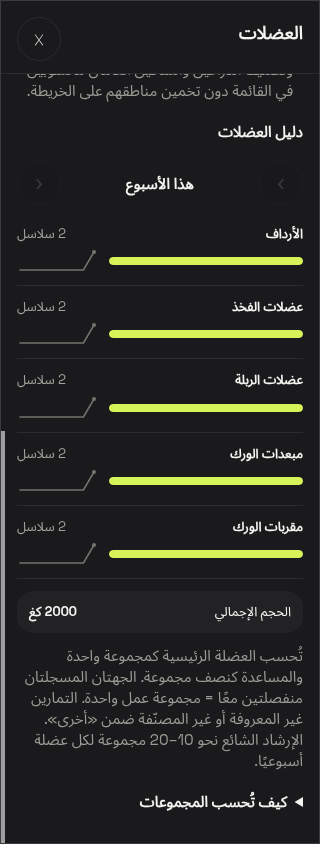 العضلات
X
في القائمة دون تخمين مناطقهم على الخريطة.
دليل العضلات
هذا الأسبوع
الأرداف
2 سلاسل
عضلات الفخذ
2 سلاسل
عضلات الربلة
2 سلاسل
مبعدات الورك
2 سلاسل
مقربات الورك
2 سلاسل
الحجم الإجمالي
2000 كغ
تُحسب العضلة الرئيسية كمجموعة واحدة
والمساعدة كنصف مجموعة. الجهتان المسجلتان
منفصلتين معًا = مجموعة عمل واحدة. التمارين
غير المعروفة أو غير المصنّفة ضمن «أخرى».
الإرشاد الشائع نحو 10–20 مجموعة لكل عضلة
أسبوعيًا.
كيف تُحسب المجموعات